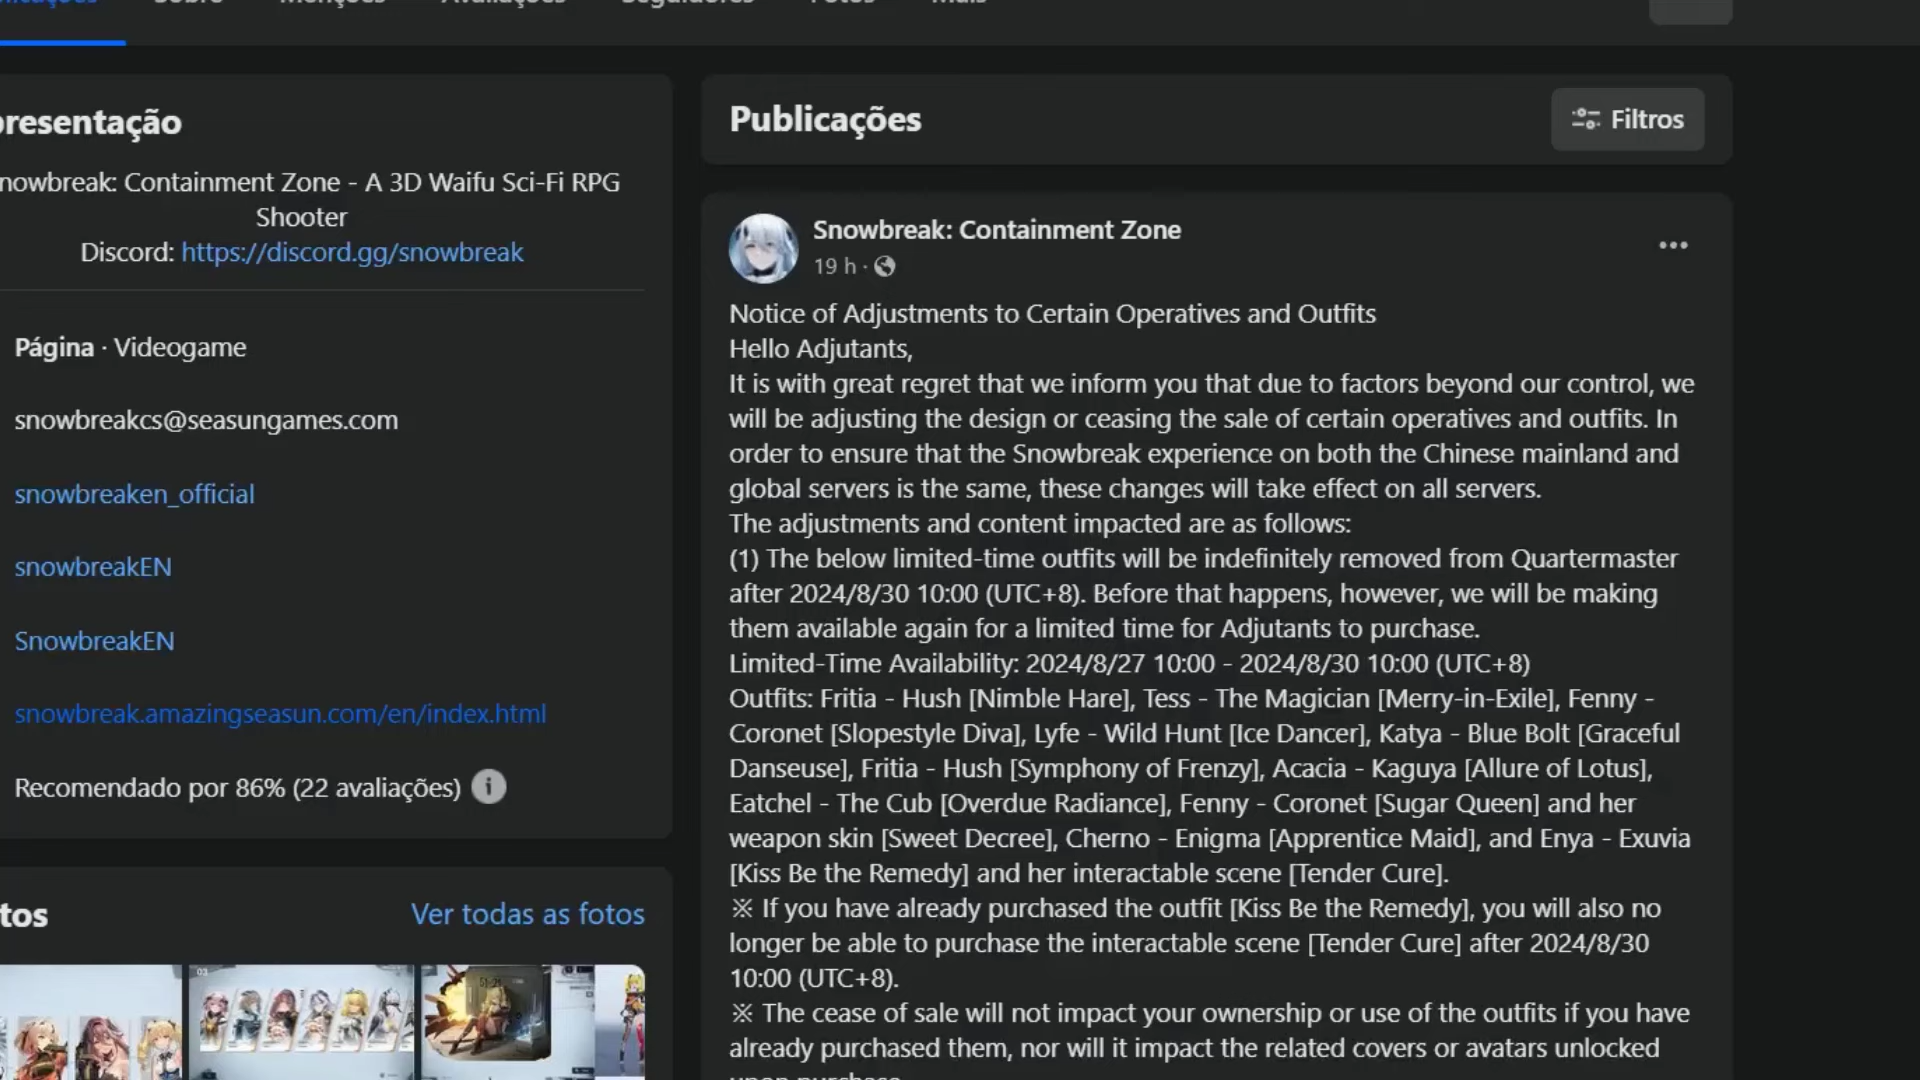 Sobre
Menções
Avaliações
Seguidores
Fotos
Mais
presentação
nowbreak: Containment Zone - A 3D Waifu Sci-Fi RPG
Shooter
Discord: https://discord.gg/snowbreak
Página · Videogame
snowbreakcs@seasungames.com
snowbreaken_official
snowbreakEN
SnowbreakEN
snowbreak.amazingseasun.com/en/index.html
Recomendado por 86% (22 avaliações)
tos
Ver todas as fotos
03
Publicações
Filtros
Snowbreak: Containment Zone
19 h ·
Notice of Adjustments to Certain Operatives and Outfits
Hello Adjutants,
It is with great regret that we inform you that due to factors beyond our control, we
will be adjusting the design or ceasing the sale of certain operatives and outfits. In
order to ensure that the Snowbreak experience on both the Chinese mainland and
global servers is the same, these changes will take effect on all servers.
The adjustments and content impacted are as follows:
(1) The below limited-time outfits will be indefinitely removed from Quartermaster
after 2024/8/30 10:00 (UTC+8). Before that happens, however, we will be making
them available again for a limited time for Adjutants to purchase.
Limited-Time Availability: 2024/8/27 10:00 - 2024/8/30 10:00 (UTC+8)
Outfits: Fritia - Hush [Nimble Hare], Tess - The Magician [Merry-in-Exile], Fenny -
Coronet [Slopestyle Diva], Lyfe - Wild Hunt [Ice Dancer], Katya - Blue Bolt [Graceful
Danseuse], Fritia - Hush [Symphony of Frenzy], Acacia - Kaguya [Allure of Lotus],
Eatchel - The Cub [Overdue Radiance], Fenny - Coronet [Sugar Queen] and her
weapon skin [Sweet Decree], Cherno - Enigma [Apprentice Maid], and Enya - Exuvia
[Kiss Be the Remedy] and her interactable scene [Tender Cure].
※ If you have already purchased the outfit [Kiss Be the Remedy], you will also no
longer be able to purchase the interactable scene [Tender Cure] after 2024/8/30
10:00 (UTC+8).
※ The cease of sale will not impact your ownership or use of the outfits if you have
already purchased them, nor will it impact the related covers or avatars unlocked
upon purchase.